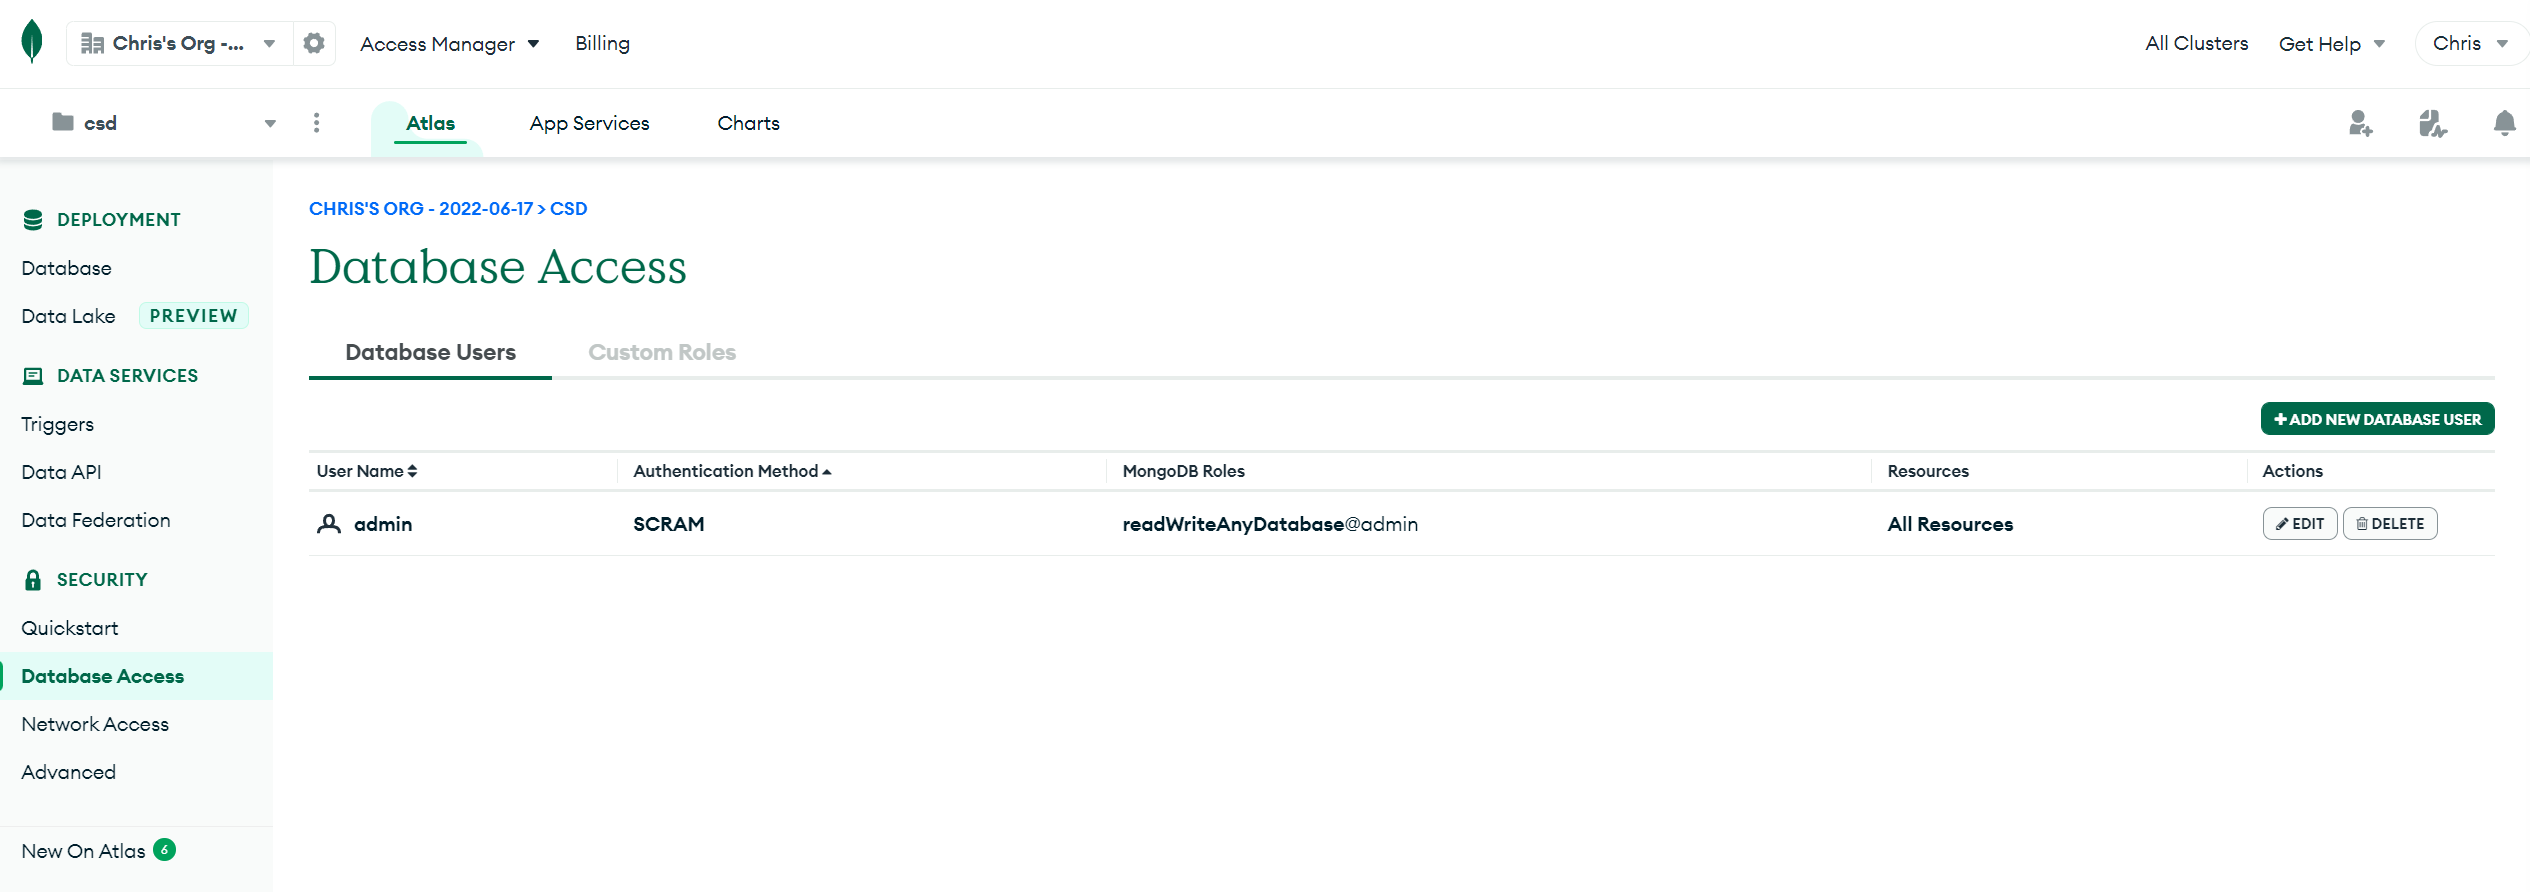 Chris's Org -...
Access Manager
Billing
All Clusters
Get Help
Chris
csd
Atlas
App Services
Charts
DEPLOYMENT
Database
Data Lake PREVIEW
DATA SERVICES
Triggers
Data API
Data Federation
SECURITY
Quickstart
Database Access
Network Access
Advanced
New On Atlas 6
CHRIS'S ORG - 2022-06-17 > CSD
Database Access
Database Users
Custom Roles
+ ADD NEW DATABASE USER
User Name
Authentication Method
MongoDB Roles
Resources
Actions
admin
SCRAM
readWriteAnyDatabase@admin
All Resources
EDIT
DELETE